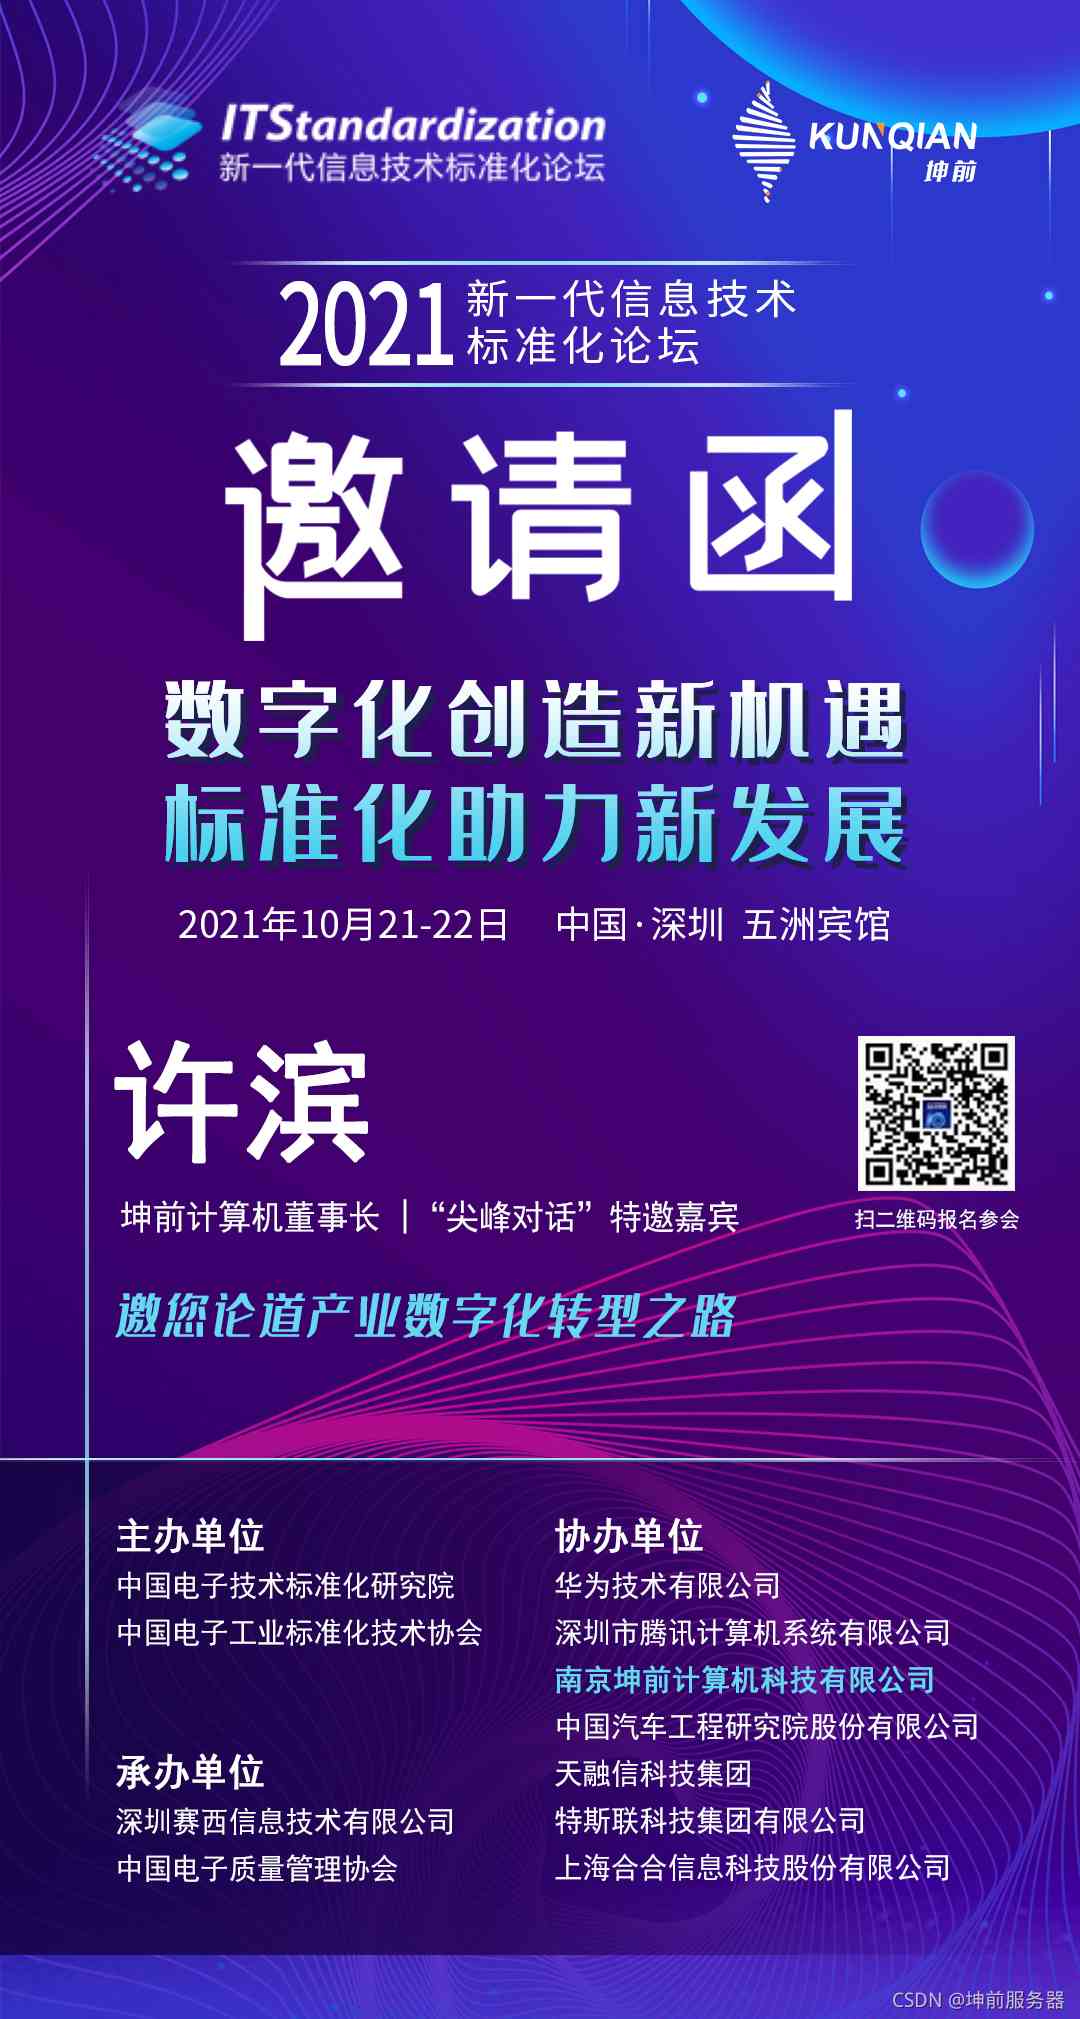 ITStandardization
新一代信息技术标准化论坛
KUNQIAN
坤前
2021 新一代信息技术
标准化论坛
邀请函
数字化创造新机遇
标准化助力新发展
2021年10月21-22日 中国·深圳 五洲宾馆
许滨
坤前计算机董事长 | “尖峰对话”特邀嘉宾
扫二维码报名参会
邀您论道产业数字化转型之路
主办单位
中国电子技术标准化研究院
中国电子工业标准化技术协会
承办单位
深圳赛西信息技术有限公司
中国电子质量管理协会
协办单位
华为技术有限公司
深圳市腾讯计算机系统有限公司
南京坤前计算机科技有限公司
中国汽车工程研究院股份有限公司
天融信科技集团
特斯联科技集团有限公司
上海合合信息科技股份有限公司
CSDN @坤前服务器